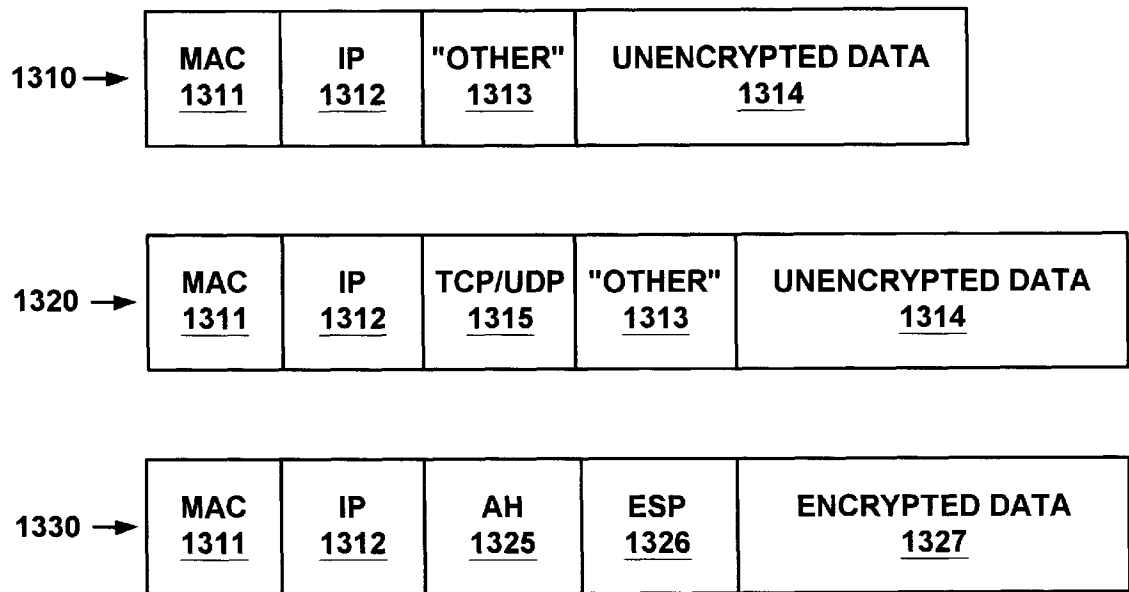 1310
MAC
1311
IP
1312
"OTHER"
1313
UNENCRYPTED DATA
1314
1320
MAC
1311
IP
1312
TCP/UDP
1315
"OTHER"
1313
UNENCRYPTED DATA
1314
1330
MAC
1311
IP
1312
AH
1325
ESP
1326
ENCRYPTED DATA
1327